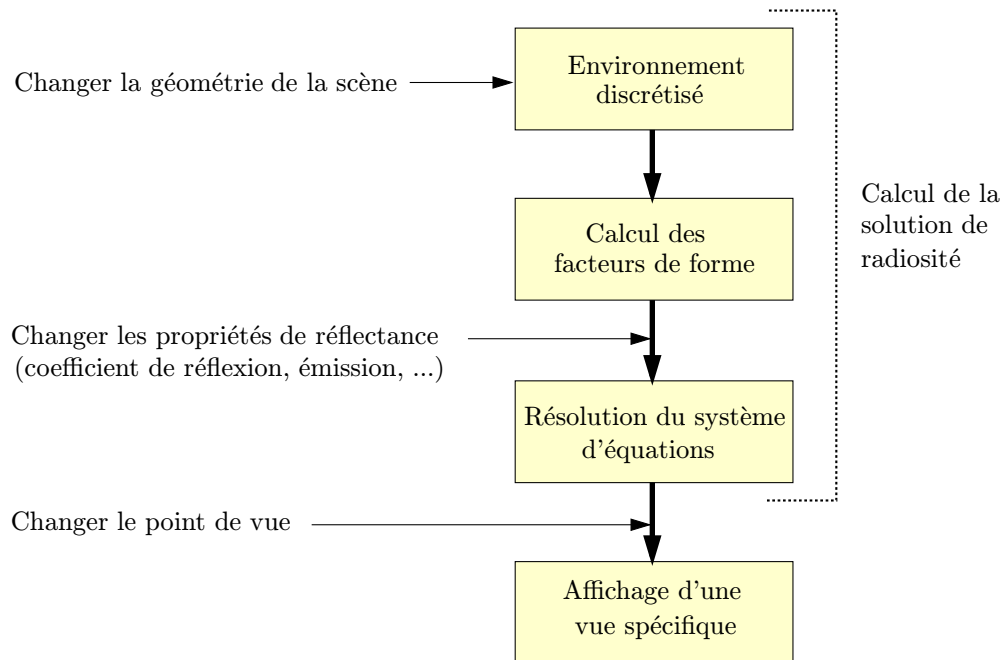 Environnement
discrétisé
Changer la géométrie de la scène
Calcul de la
solution de
radiosité
Calcul des
facteurs de forme
Changer les propriétés de réflectance
(coefficient de réflexion, émission, ...)
Résolution du système
d'équations
Changer le point de vue
Affichage d'une
vue spécifique